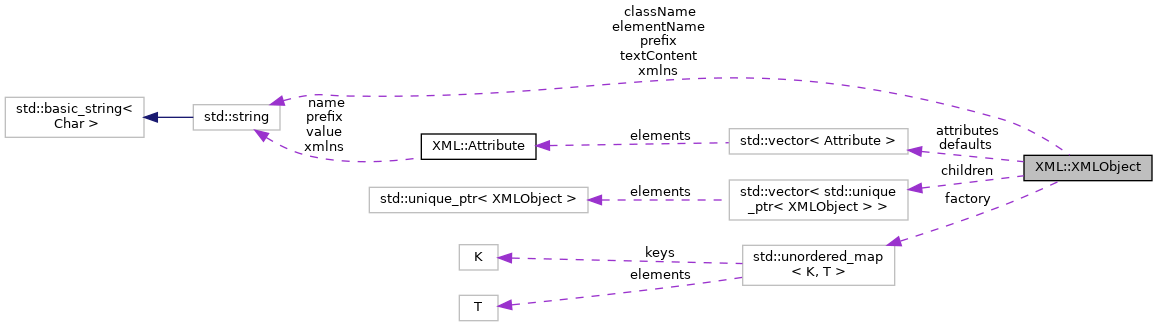 className
elementName
prefix
textContent
xmlns
std::basic_string<
Char >
std::string
name
prefix
value
xmlns
XML::Attribute
elements
std::vector< Attribute >
attributes
defaults
XML::XMLObject
std::unique_ptr< XMLObject >
elements
std::vector< std::unique
_ptr< XMLObject > >
children
factory
K
keys
std::unordered_map
< K, T >
elements
T